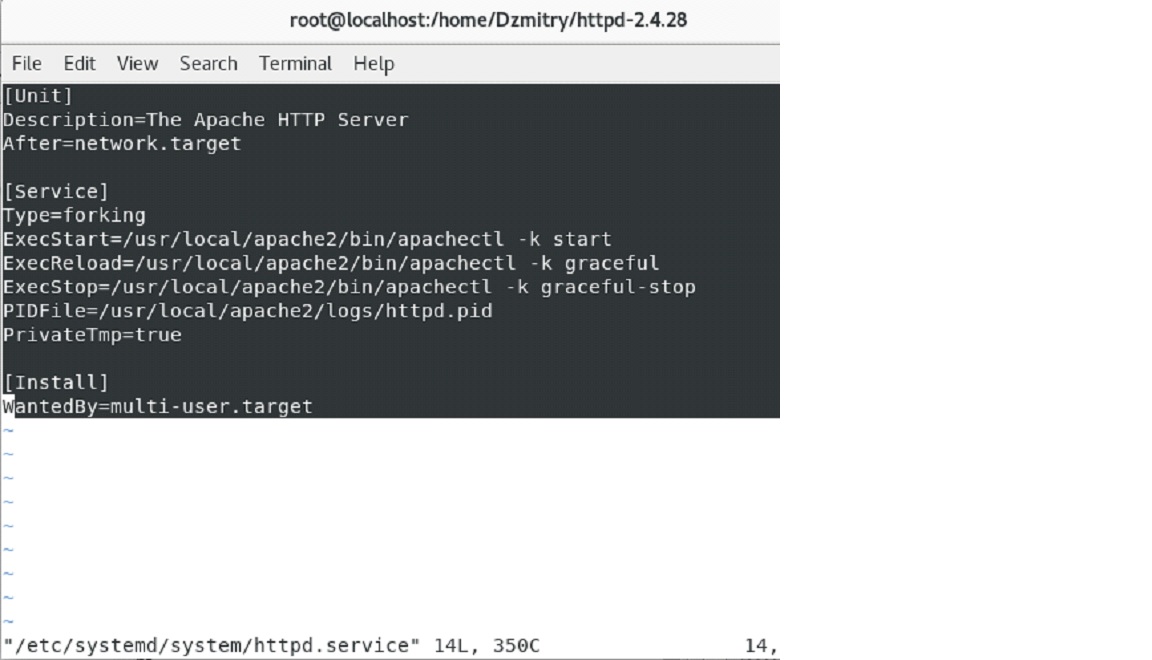 root@localhost:/home/Dzmitry/httpd-2.4.28
File Edit View Search Terminal Help
[Unit]
Description=The Apache HTTP Server
After=network.target
[Service]
Type=forking
ExecStart=/usr/local/apache2/bin/apachectl -k start
ExecReload=/usr/local/apache2/bin/apachectl -k graceful
ExecStop=/usr/local/apache2/bin/apachectl -k graceful-stop
PIDFile=/usr/local/apache2/logs/httpd.pid
PrivateTmp=true
[Install]
WantedBy=multi-user.target
~
~
~
~
~
~
~
~
~
"/etc/systemd/system/httpd.service" 14L, 350C 14,